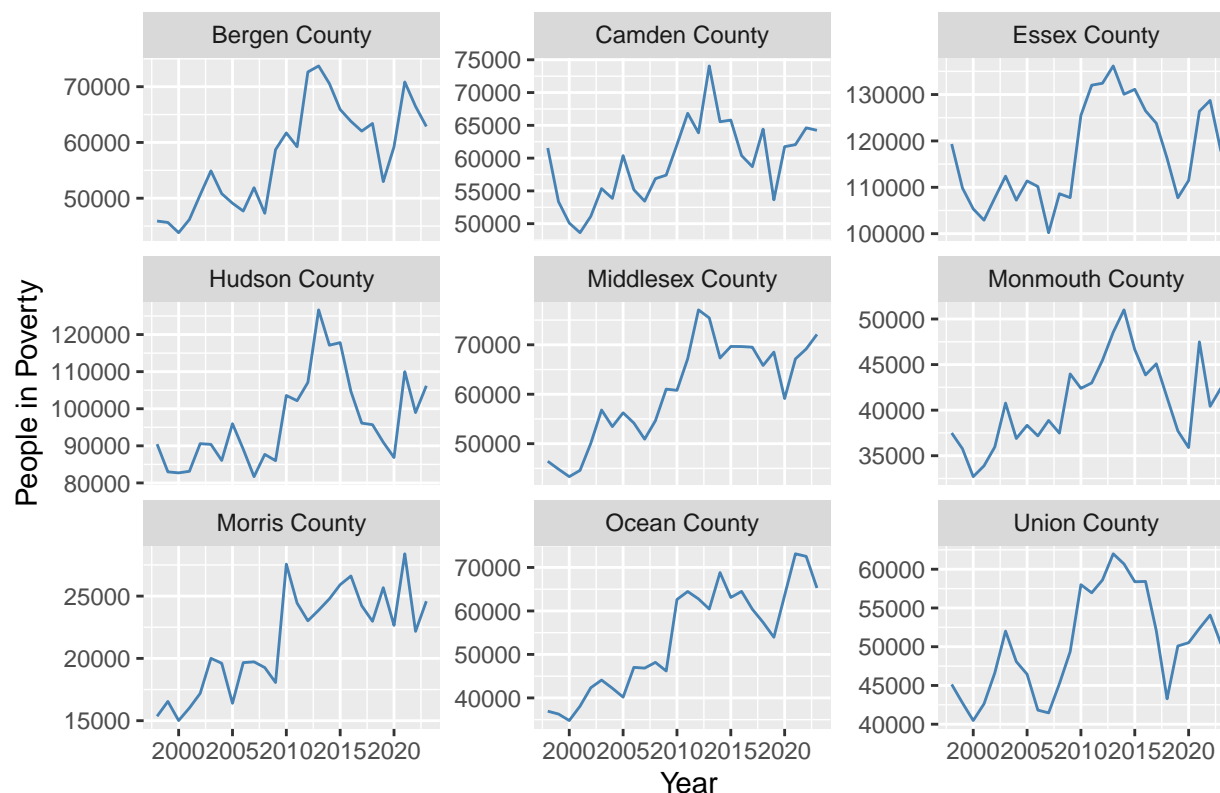 Bergen County
Camden County
Essex County
70000
60000
50000
75000
70000
65000
60000
55000
50000
130000
120000
110000
100000
Hudson County
Middlesex County
Monmouth County
120000
110000
100000
90000
80000
70000
60000
50000
50000
45000
40000
35000
Morris County
Ocean County
Union County
25000
20000
15000
70000
60000
50000
40000
60000
55000
50000
45000
40000
2000 2005 2010 2015 2020
2000 2005 2010 2015 2020
2000 2005 2010 2015 2020
People in Poverty
Year